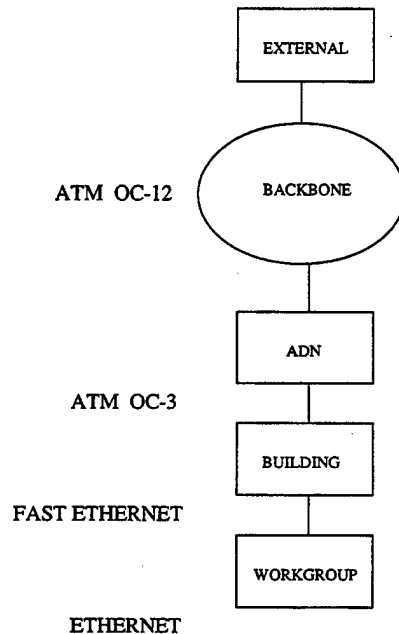 EXTERNAL
ATM OC-12
BACKBONE
ADN
ATM OC-3
BUILDING
FAST ETHERNET
WORKGROUP
ETHERNET